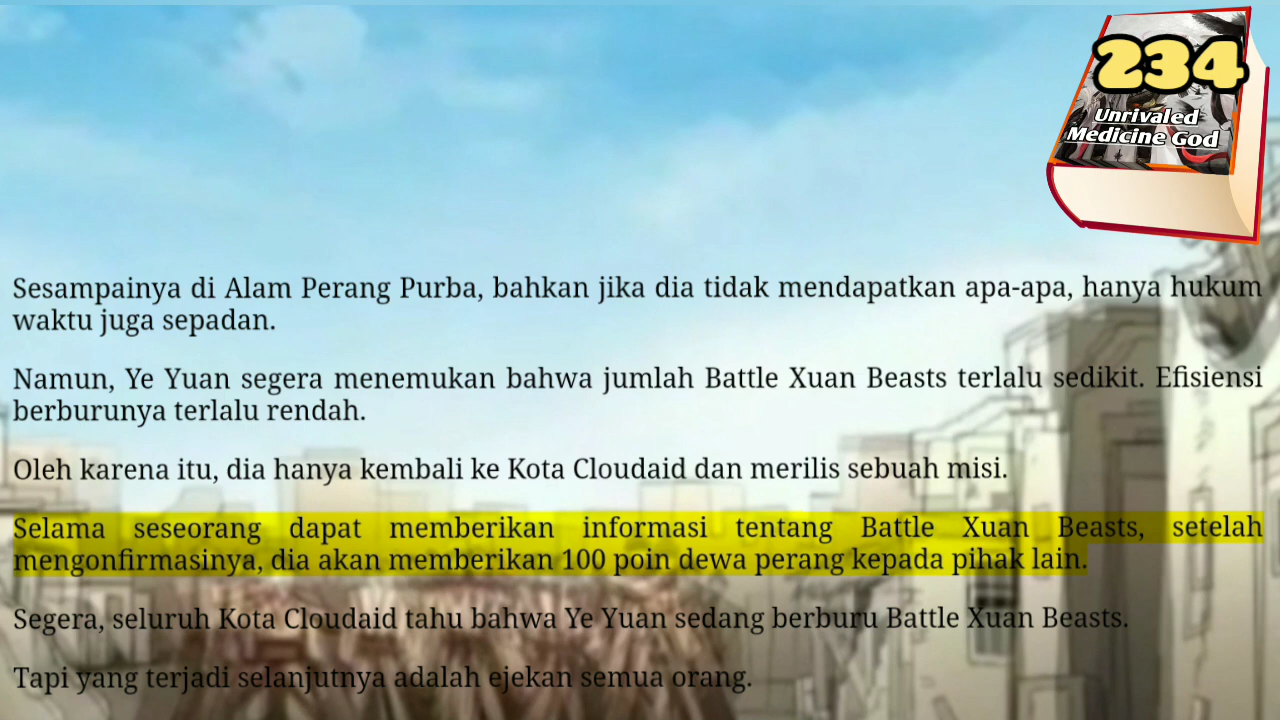 234
Unrivaled
Medicine God
Sesampainya di Alam Perang Purba, bahkan jika dia tidak mendapatkan apa-apa, hanya hukum
waktu juga sepadan.
Namun, Ye Yuan segera menemukan bahwa jumlah Battle Xuan Beasts terlalu sedikit. Efisiensi
berburunya terlalu rendah.
Oleh karena itu, dia hanya kembali ke Kota Cloudaid dan merilis sebuah misi.
Selama seseorang dapat memberikan informasi tentang Battle Xuan Beasts, setelah
mengonfirmasinya, dia akan memberikan 100 poin dewa perang kepada pihak lain.
Segera, seluruh Kota Cloudaid tahu bahwa Ye Yuan sedang berburu Battle Xuan Beasts.
Tapi yang terjadi selanjutnya adalah ejekan semua orang.